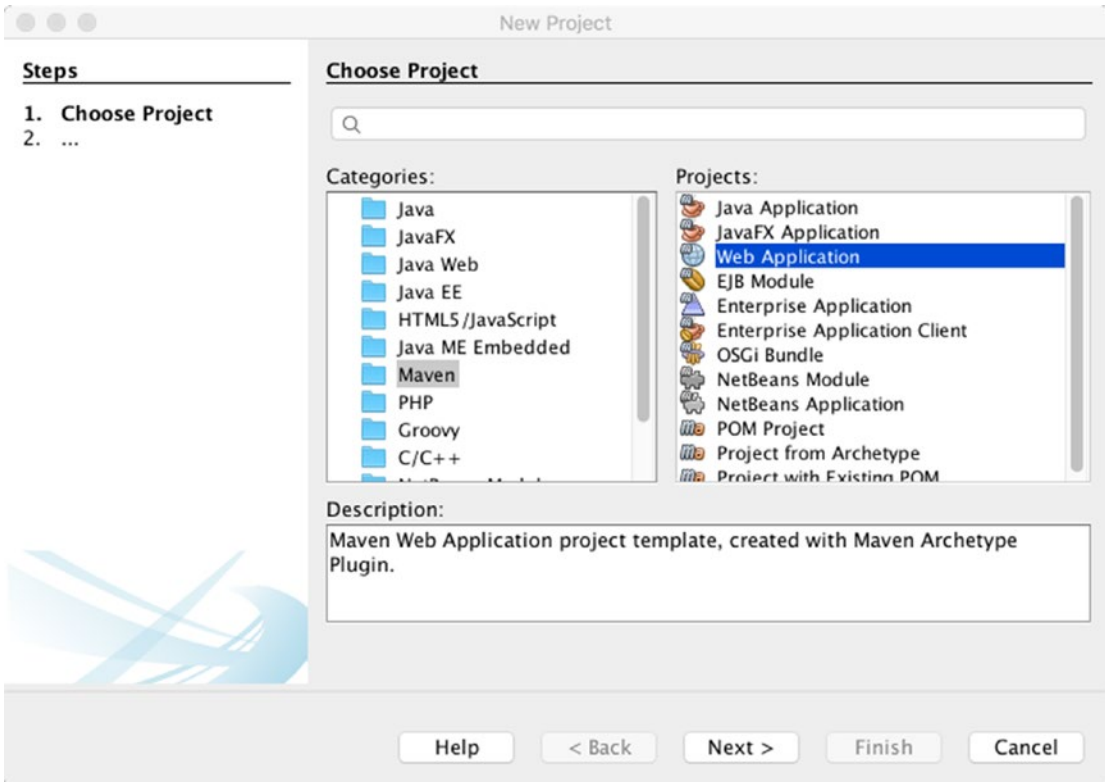 New Project
Steps
1. Choose Project
2. ...
Choose Project
Categories:
Java
JavaFX
Java Web
Java EE
HTML5/JavaScript
Java ME Embedded
Maven
PHP
Groovy
C/C++
Projects:
Java Application
JavaFX Application
Web Application
EJB Module
Enterprise Application
Enterprise Application Client
OSGi Bundle
NetBeans Module
NetBeans Application
POM Project
Project from Archetype
Project with Existing POM
Description:
Maven Web Application project template, created with Maven Archetype
Plugin.
Help
< Back
Next >
Finish
Cancel